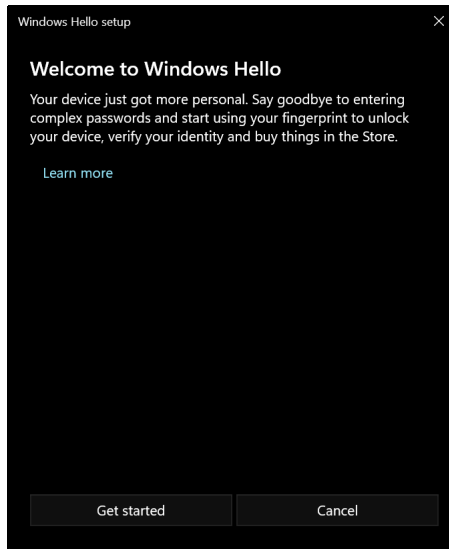 Windows Hello setup
Welcome to Windows Hello
Your device just got more personal. Say goodbye to entering
complex passwords and start using your fingerprint to unlock
your device, verify your identity and buy things in the Store.
Learn more
Get started
Cancel